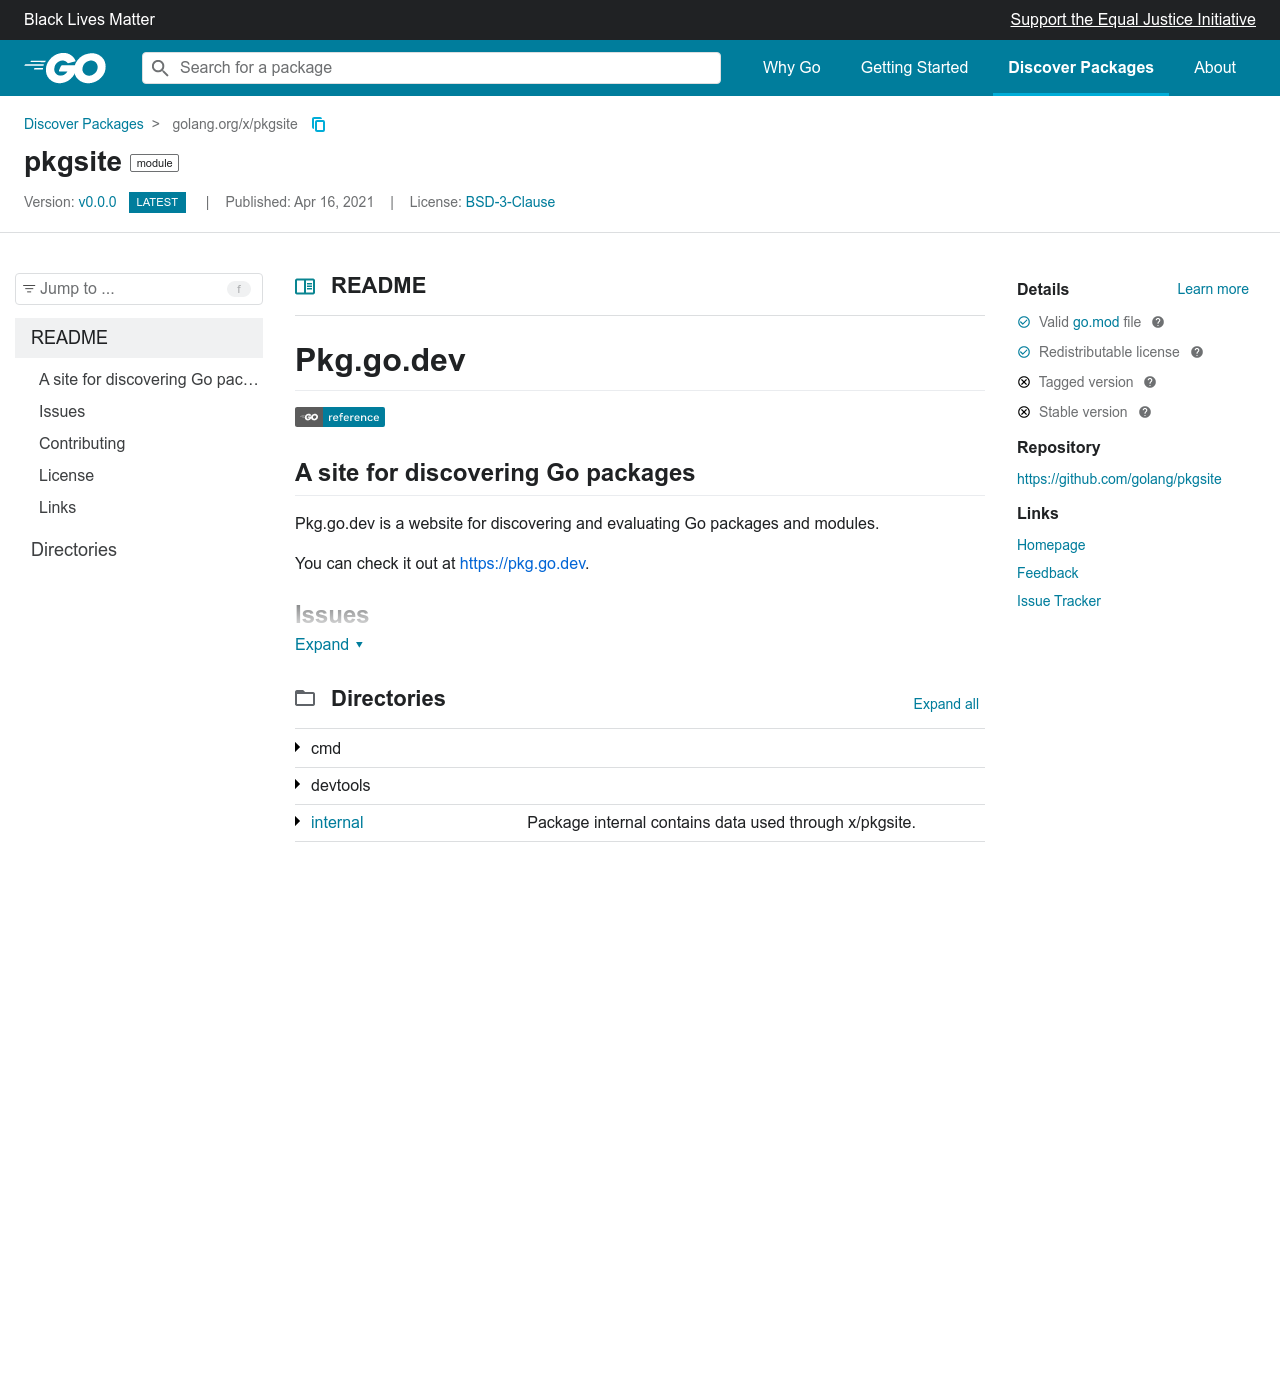 Black Lives Matter
Support the Equal Justice Initiative
GO
Search for a package
Why Go
Getting Started
Discover Packages
About
Discover Packages > golang.org/x/pkgsite
pkgsite module
Version: v0.0.0 LATEST | Published: Apr 16, 2021 | License: BSD-3-Clause
Jump to ... f
README
A site for discovering Go pac…
Issues
Contributing
License
Links
Directories
README
Pkg.go.dev
GO reference
A site for discovering Go packages
Pkg.go.dev is a website for discovering and evaluating Go packages and modules.
You can check it out at https://pkg.go.dev.
Issues
Expand ▾
Directories
Expand all
cmd
devtools
internal Package internal contains data used through x/pkgsite.
Details Learn more
Valid go.mod file
Redistributable license
Tagged version
Stable version
Repository
https://github.com/golang/pkgsite
Links
Homepage
Feedback
Issue Tracker